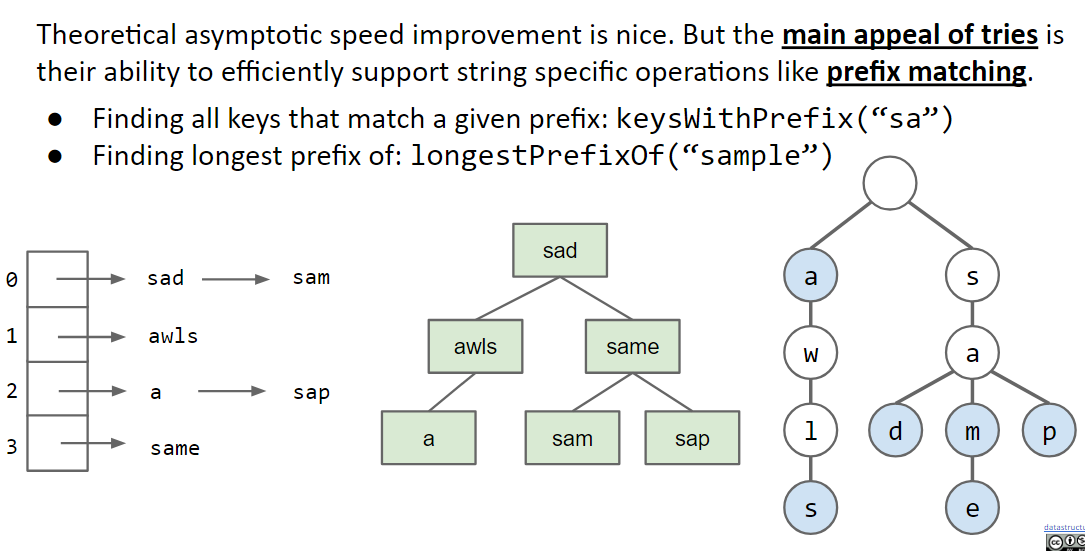 Theoretical asymptotic speed improvement is nice. But the main appeal of tries is
their ability to efficiently support string specific operations like prefix matching.
● Finding all keys that match a given prefix: keysWithPrefix(“sa”)
● Finding longest prefix of: longestPrefixOf(“sample”)
0 sad sam
1 awls
2 a sap
3 same
sad
awls same
a sam sap
a s
w a
l d m p
s e
datastructu
cc